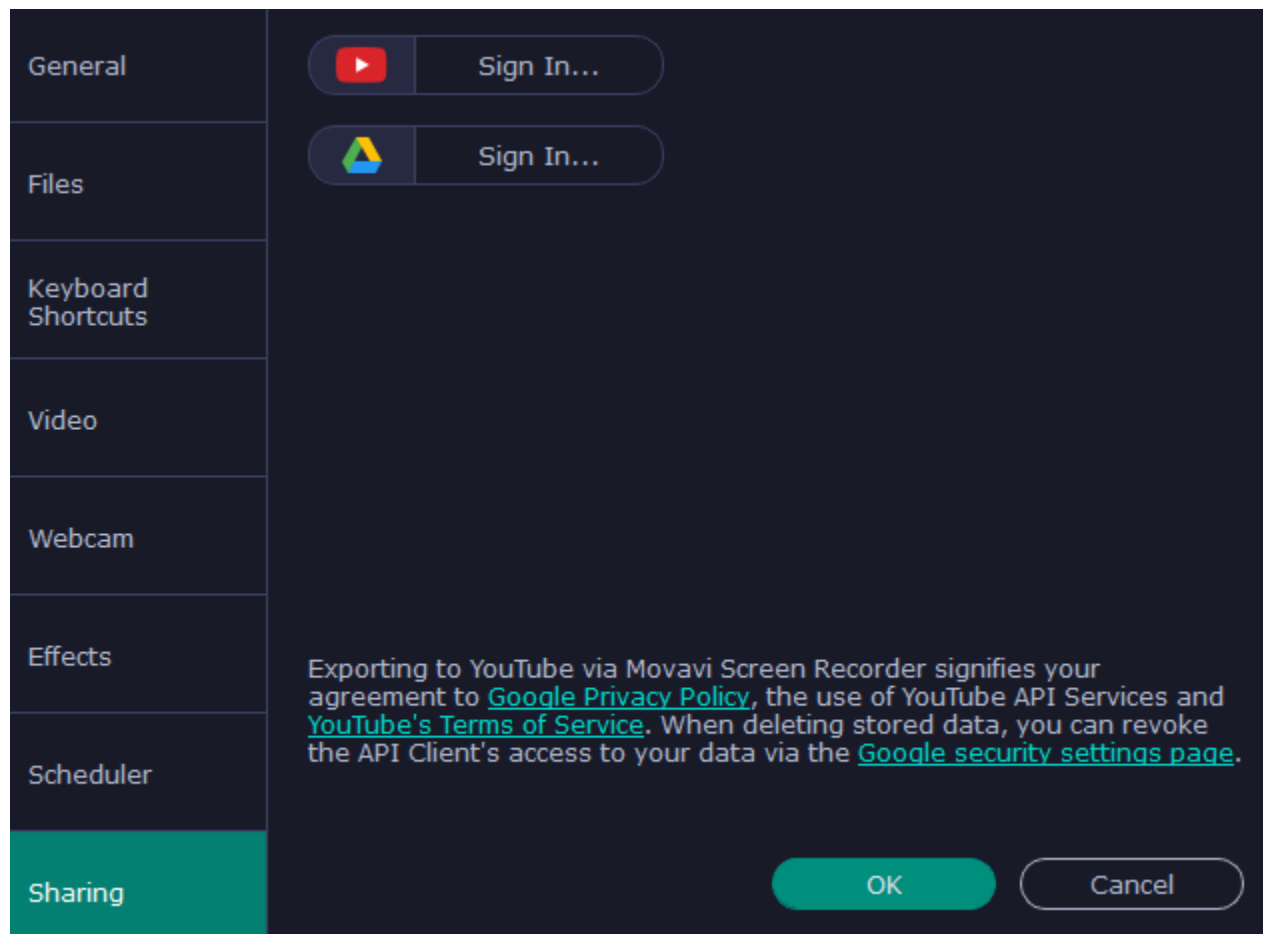 General
Files
Keyboard
Shortcuts
Video
Webcam
Effects
Scheduler
Sharing
Sign In...
Sign In...
Exporting to YouTube via Movavi Screen Recorder signifies your
agreement to Google Privacy Policy, the use of YouTube API Services and
YouTube's Terms of Service. When deleting stored data, you can revoke
the API Client's access to your data via the Google security settings page.
OK
Cancel